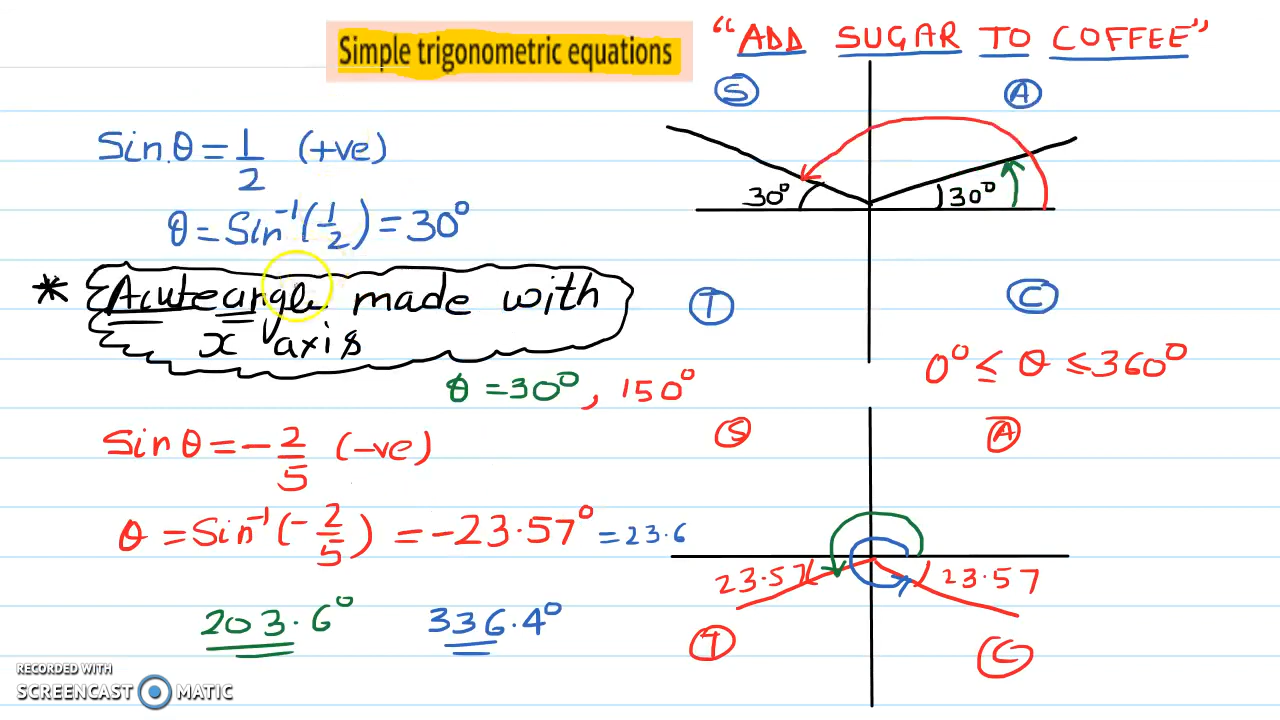 Simple trigonometric equations
"ADD SUGAR TO COFFEE"
Sin θ = 1/2 (+ve)
θ = Sin⁻¹(1/2) = 30°
* Acute angle made with
x axis
θ = 30°, 150°
S
A
30°
30°
T
C
0° ≤ θ ≤ 360°
Sin θ = -2/5 (-ve)
θ = Sin⁻¹(-2/5) = -23.57° = 23.6
203.6° 336.4°
S
A
23.57
23.57
T
C
RECORDED WITH
SCREENCAST MATIC